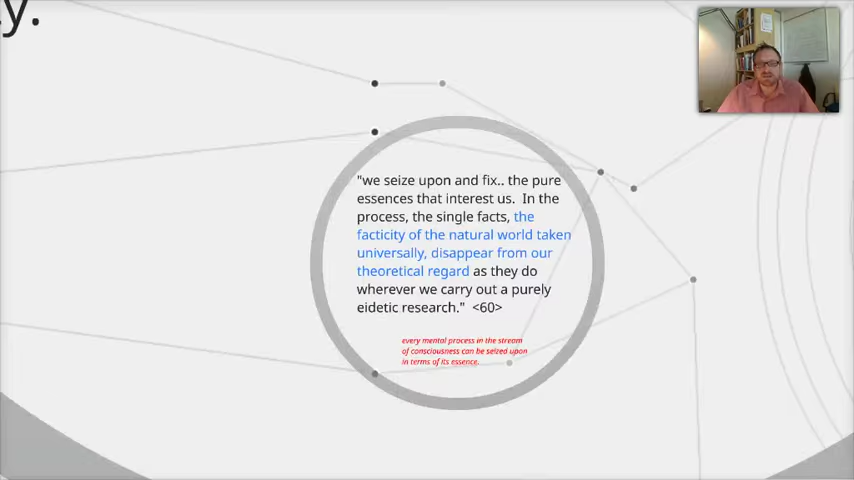 y.
"we seize upon and fix.. the pure
essences that interest us.  In the
process, the single facts, the
facticity of the natural world taken
universally, disappear from our
theoretical regard as they do
wherever we carry out a purely
eidetic research."  <60>
every mental process in the stream
of consciousness can be seized upon
in terms of its essence.